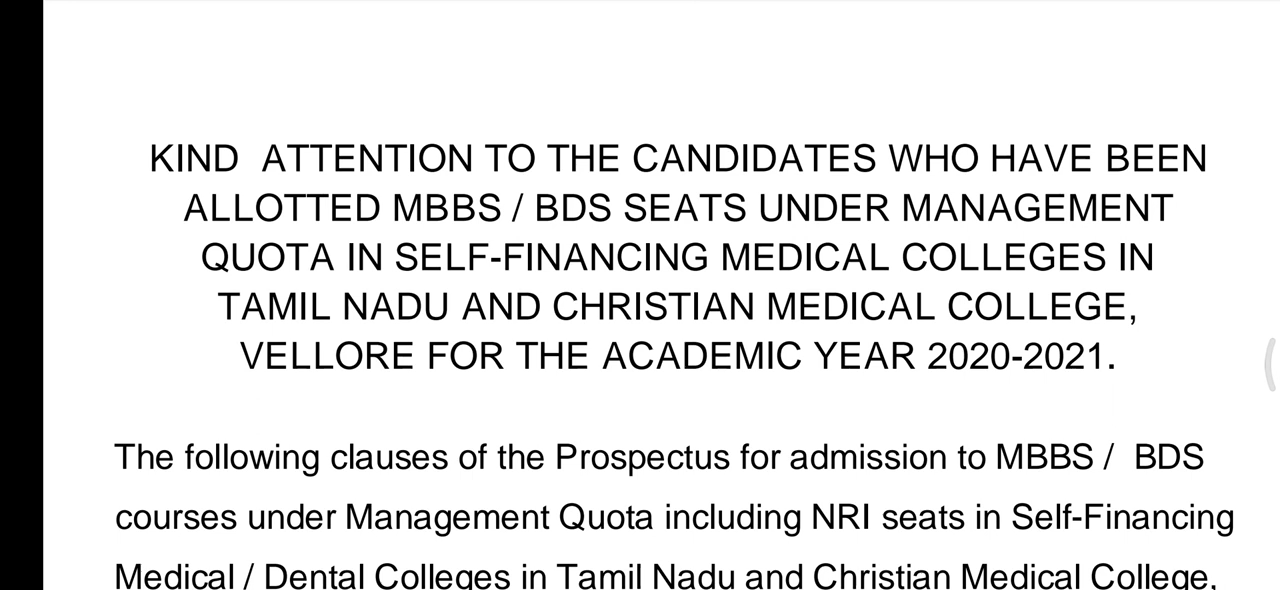 KIND  ATTENTION TO THE CANDIDATES WHO HAVE BEEN
ALLOTTED MBBS / BDS SEATS UNDER MANAGEMENT
QUOTA IN SELF-FINANCING MEDICAL COLLEGES IN
TAMIL NADU AND CHRISTIAN MEDICAL COLLEGE,
VELLORE FOR THE ACADEMIC YEAR 2020-2021.
The following clauses of the Prospectus for admission to MBBS /  BDS
courses under Management Quota including NRI seats in Self-Financing
Medical / Dental Colleges in Tamil Nadu and Christian Medical College,